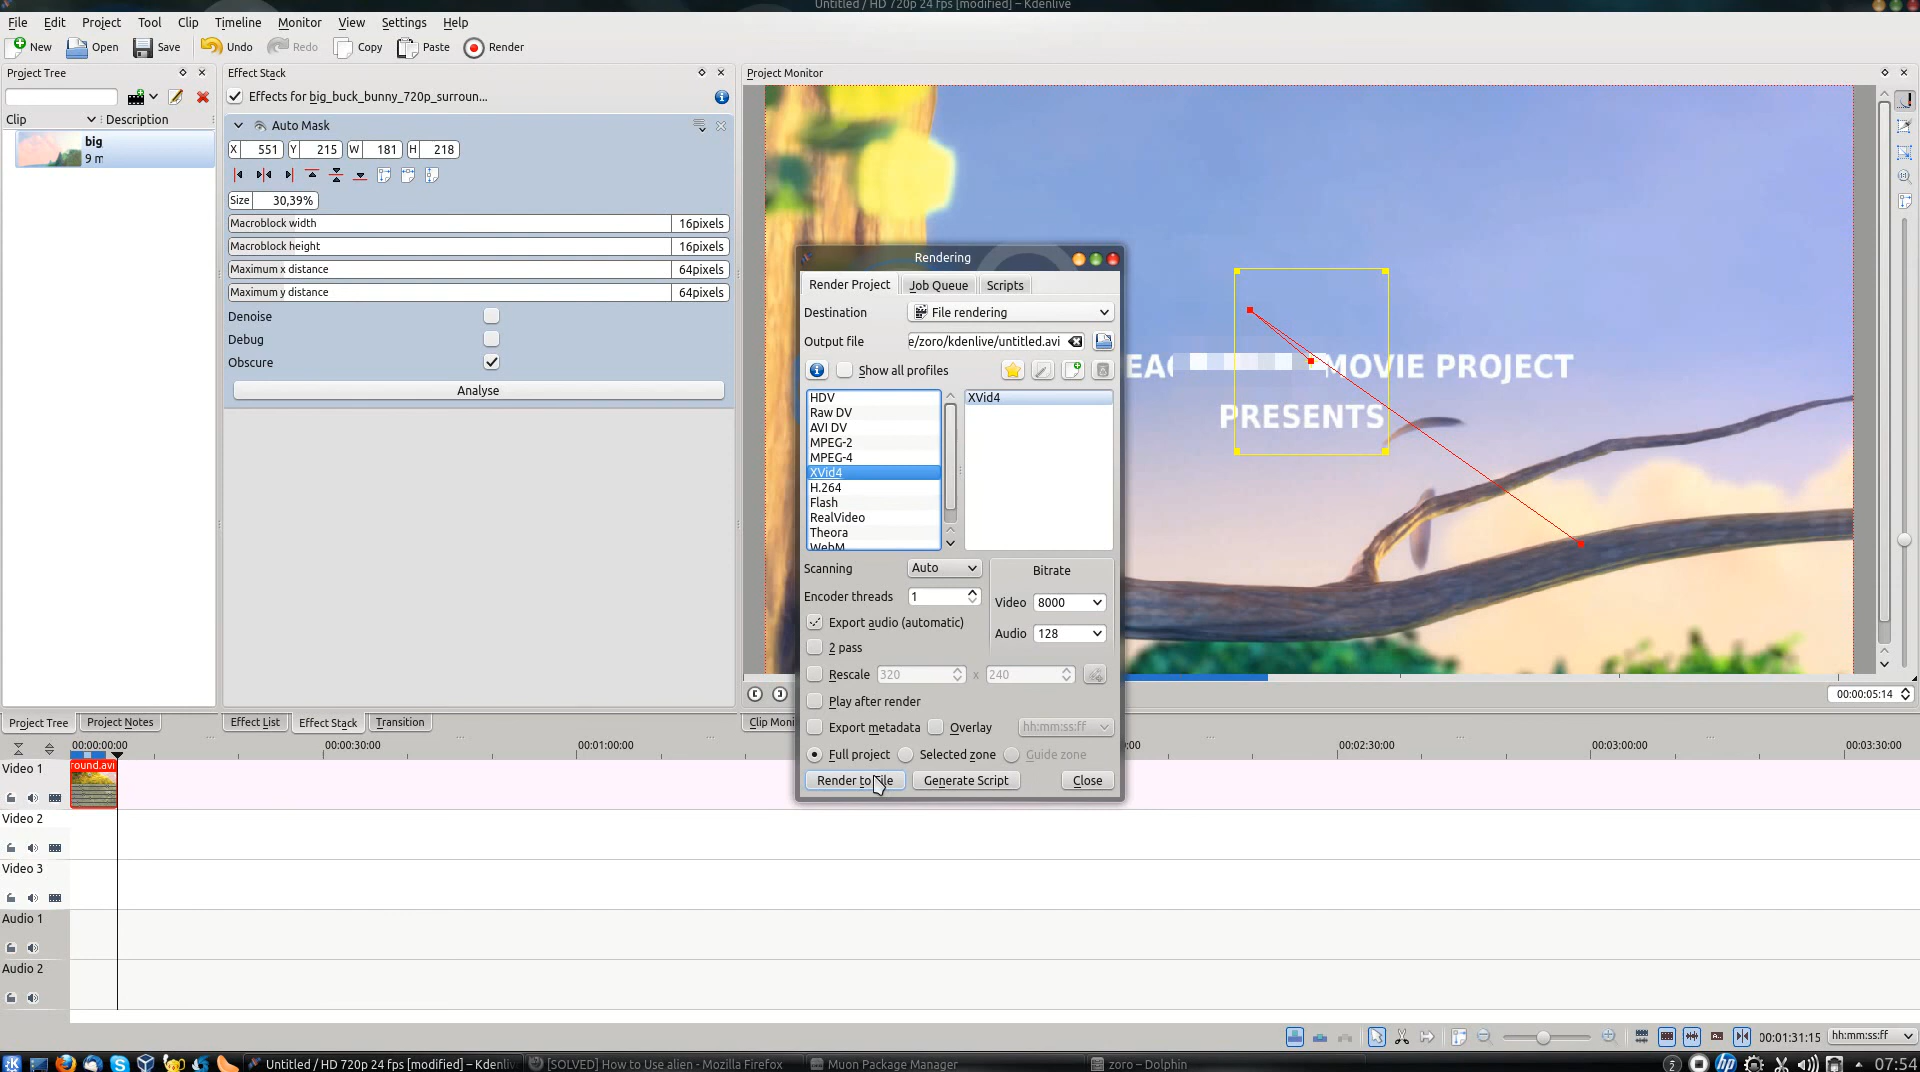 Untitled / HD 720p 24 fps [modified] – Kdenlive
File Edit Project Tool Clip Timeline Monitor View Settings Help
New Open Save Undo Redo Copy Paste Render
Project Tree
Clip Description
big
9 m
Effect Stack
Effects for big_buck_bunny_720p_surroun...
Auto Mask
X 551 Y 215 W 181 H 218
Size 30,39%
Macroblock width 16pixels
Macroblock height 16pixels
Maximum x distance 64pixels
Maximum y distance 64pixels
Denoise
Debug
Obscure
Analyse
Project Monitor
MOVIE PROJECT
PRESENTS
Rendering
Render Project Job Queue Scripts
Destination File rendering
Output file e/zoro/kdenlive/untitled.avi
Show all profiles
HDV
Raw DV
AVI DV
MPEG-2
MPEG-4
XVid4
H.264
Flash
RealVideo
Theora
WebM
XVid4
Scanning Auto
Encoder threads 1
Bitrate
Video 8000
Audio 128
Export audio (automatic)
2 pass
Rescale 320 x 240
Play after render
Export metadata Overlay hh:mm:ss:ff
Full project Selected zone Guide zone
Render to File Generate Script Close
00:00:05:14
Project Tree Project Notes Effect List Effect Stack Transition Clip Moni
00:00:00:00 00:00:30:00 00:01:00:00 :00 00:02:30:00 00:03:00:00 00:03:30:00
Video 1
round.avi
Video 2
Video 3
Audio 1
Audio 2
00:01:31:15 hh:mm:ss:ff
Untitled / HD 720p 24 fps [modified] – Kdenliv
[SOLVED] How to Use alien - Mozilla Firefox
Muon Package Manager
zoro – Dolphin
07:54